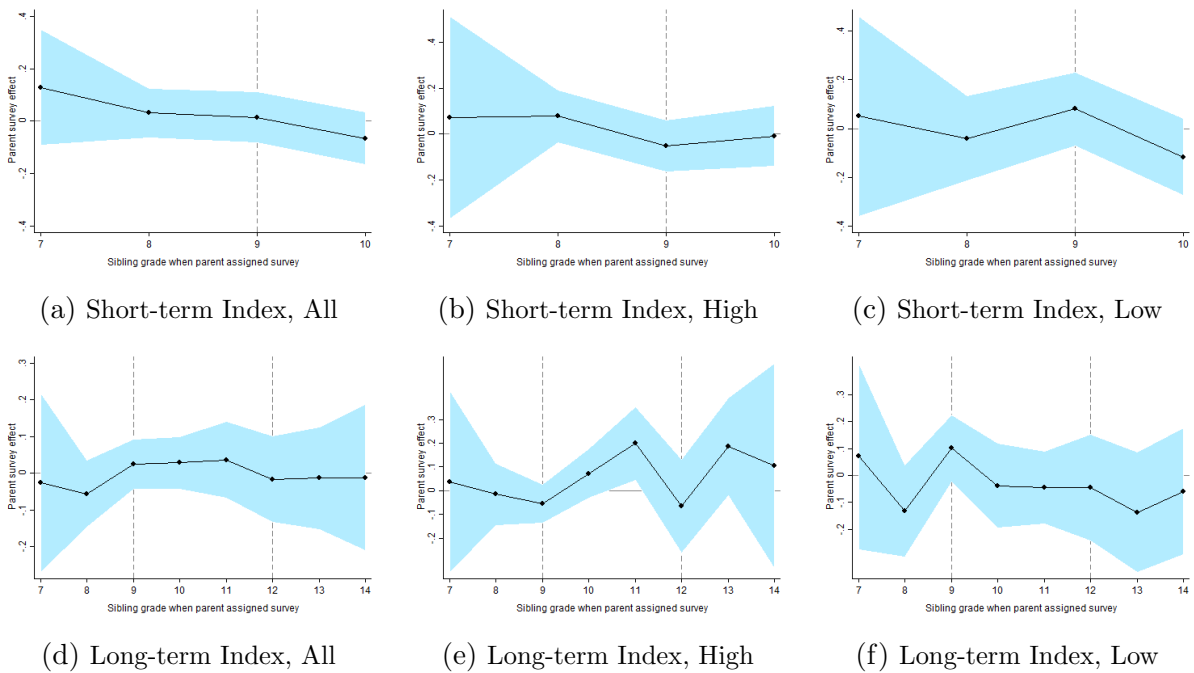 Parent survey effect
.4
.2
0
-.2
-.4
7 8 9 10
Sibling grade when parent assigned survey
(a) Short-term Index, All
Parent survey effect
.4
.2
0
-.2
-.4
7 8 9 10
Sibling grade when parent assigned survey
(b) Short-term Index, High
Parent survey effect
.4
.2
0
-.2
-.4
7 8 9 10
Sibling grade when parent assigned survey
(c) Short-term Index, Low
Parent survey effect
.3
.2
.1
0
-.1
-.2
7 8 9 10 11 12 13 14
Sibling grade when parent assigned survey
(d) Long-term Index, All
Parent survey effect
.3
.2
.1
0
-.1
-.2
7 8 9 10 11 12 13 14
Sibling grade when parent assigned survey
(e) Long-term Index, High
Parent survey effect
.3
.2
.1
0
-.1
-.2
7 8 9 10 11 12 13 14
Sibling grade when parent assigned survey
(f) Long-term Index, Low